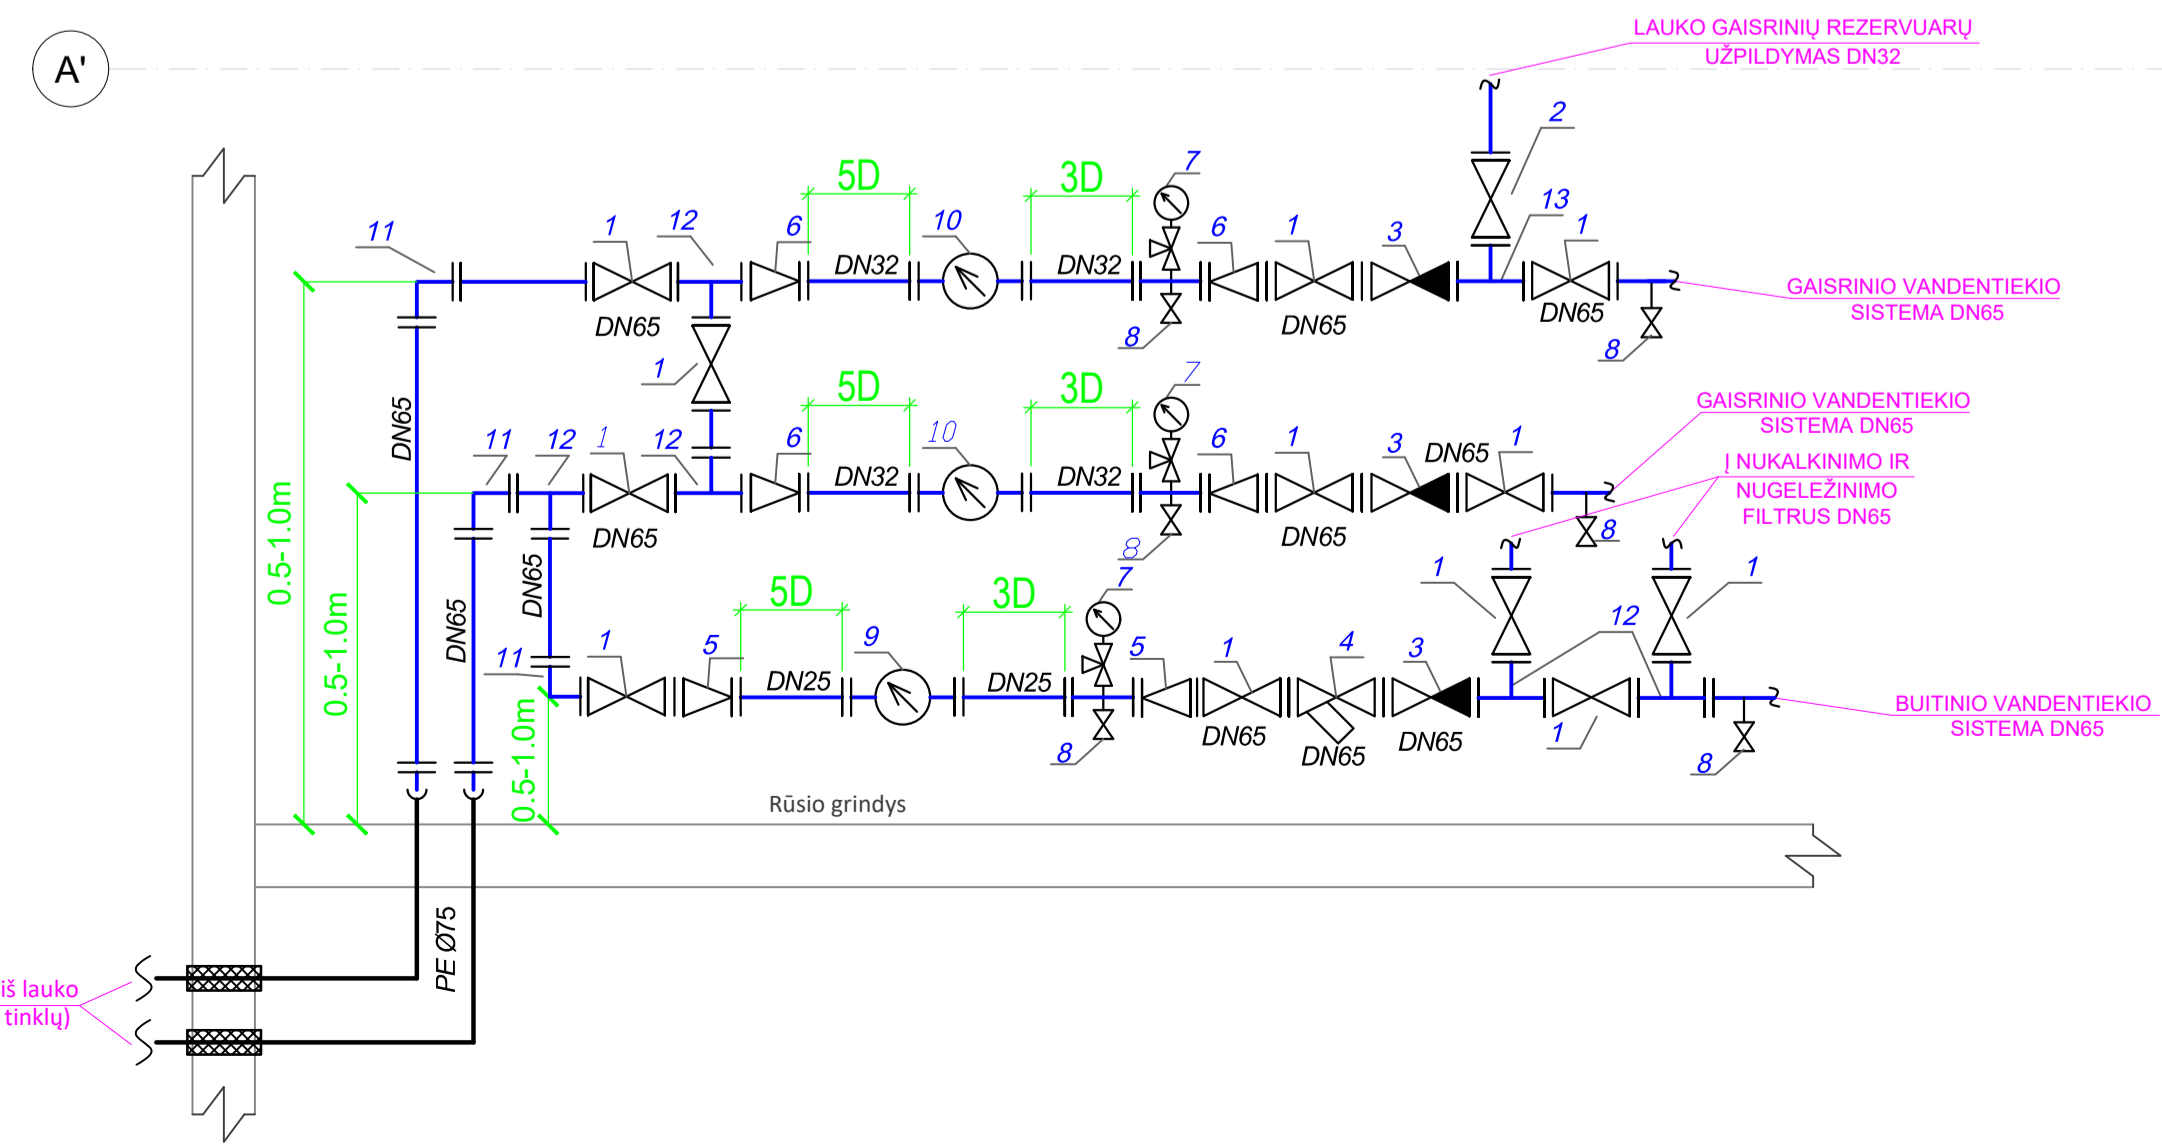 LAUKO GAISRINIŲ REZERVUARŲ
UŽPILDYMAS DN32
A'
2
7
5D
3D
11
1
12
6
10
6
1
3
13
1
DN32
DN32
GAISRINIO VANDENTIEKIO
SISTEMA DN65
DN65
DN65
DN65
8
8
1
7
5D
3D
GAISRINIO VANDENTIEKIO
SISTEMA DN65
DN65
11
12
1
12
6
10
6
1
3
DN65
1
Į NUKALKINIMO IR
NUGELEŽINIMO
FILTRUS DN65
DN32
DN32
0.5-1.0m
DN65
DN65
8
8
DN65
7
1
1
5D
3D
0.5-1.0m
DN65
11
1
5
9
5
1
4
3
12
DN25
DN25
BUITINIO VANDENTIEKIO
SISTEMA DN65
0.5-1.0m
DN65
DN65
DN65
1
8
8
Rūsio grindys
PE Ø75
iš lauko
tinklų)